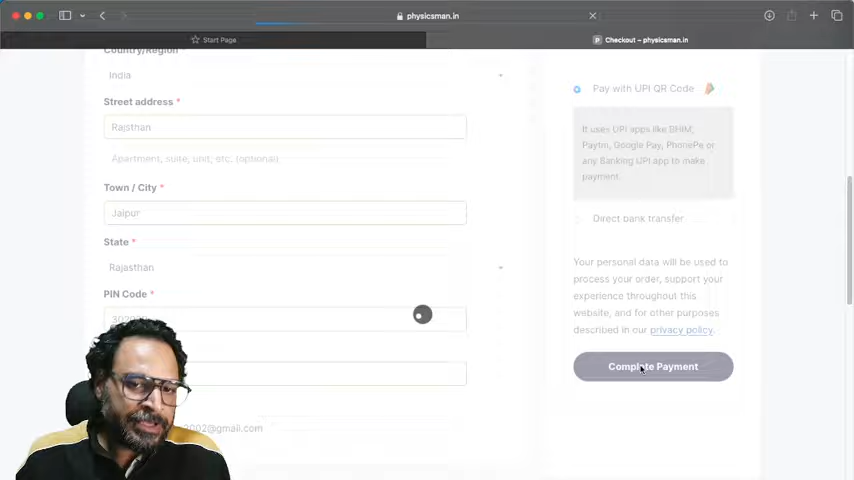 physicsman.in
Start Page
Checkout – physicsman.in
Country/Region *
India
Street address *
Rajsthan
Apartment, suite, unit, etc. (optional)
Town / City *
Jaipur
State *
Rajasthan
PIN Code *
2002@gmail.com
Pay with UPI QR Code
It uses UPI apps like BHIM,
Paytm, Google Pay, PhonePe or
any Banking UPI app to make
payment.
Direct bank transfer
Your personal data will be used to
process your order, support your
experience throughout this
website, and for other purposes
described in our privacy policy.
Complete Payment